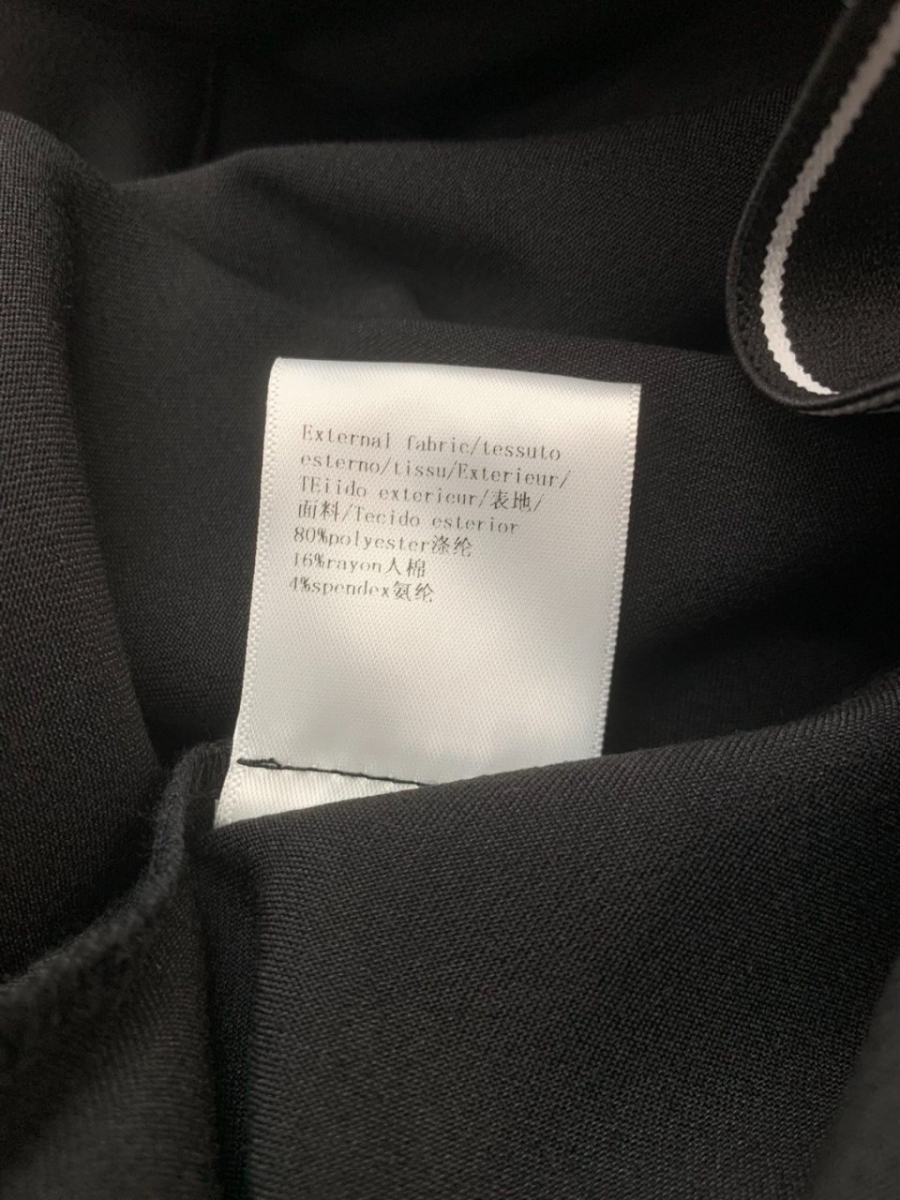 External fabric/tessuto
esterno/tissu/Exterieur/
TEiido exterieur/表地/
面料/Tecido esterior
80%polyester涤纶
16%rayon人棉
4%spendex氨纶